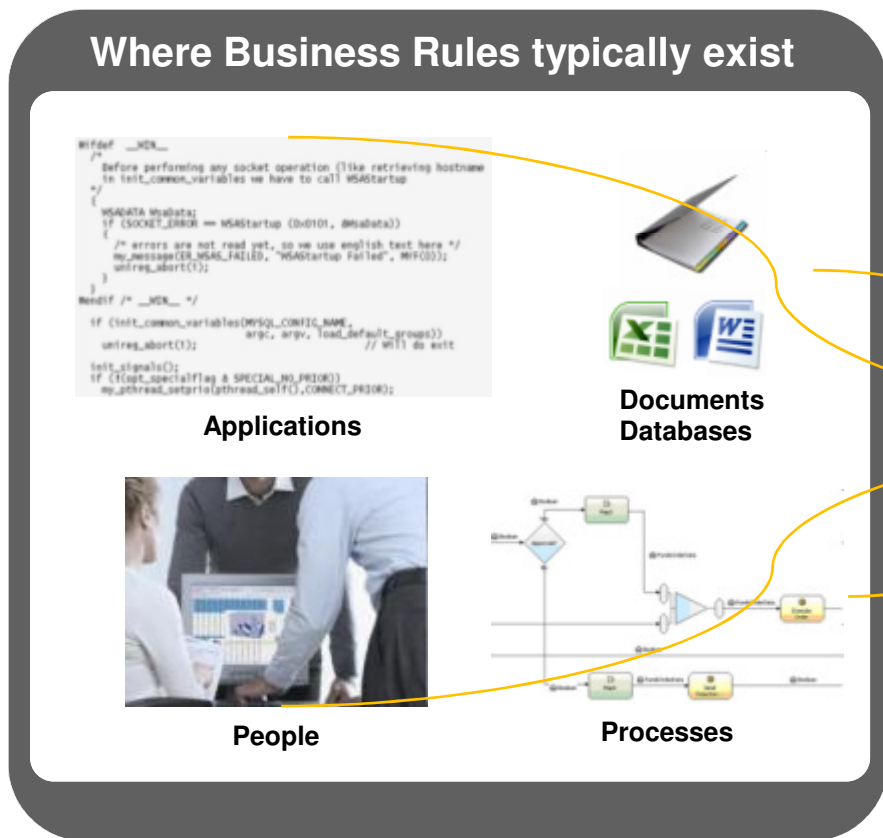 Where Business Rules typically exist
#ifdef __WIN__
/*
Before performing any socket operation (like retrieving hostname
in init_common_variables we have to call WSAStartup
*/
{
WSADATA WsaData;
if (SOCKET_ERROR == WSAStartup (0x0101, &WsaData))
{
/* errors are not read yet, so we use english text here */
my_message(ER_WSAS_FAILED, "WSAStartup Failed", MYF(0));
unireg_abort(1);
}
}
#endif /* __WIN__ */
if (init_common_variables(MYSQL_CONFIG_NAME,
argc, argv, load_default_groups))
unireg_abort(1); // Will do exit
init_signals();
if (!(opt_specialflag & SPECIAL_NO_PRIOR))
my_pthread_setprio(pthread_self(),CONNECT_PRIOR);
Applications
Documents
Databases
People
Processes